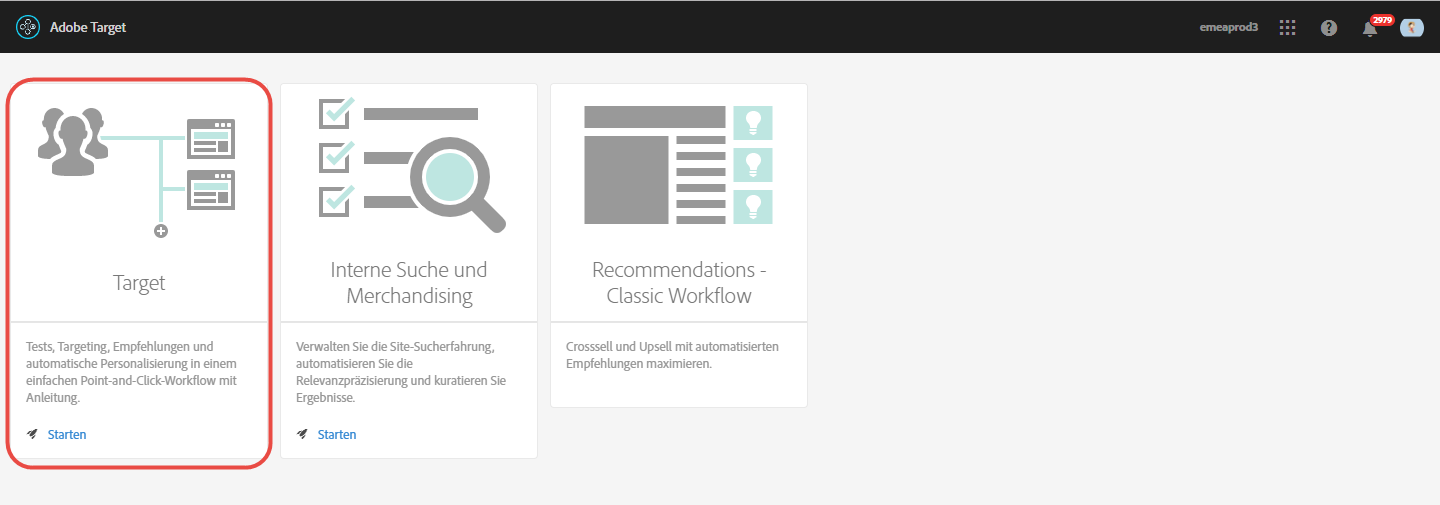 Adobe Target
emeaprod3
2979
Target
Tests, Targeting, Empfehlungen und
automatische Personalisierung in einem
einfachen Point-and-Click-Workflow mit
Anleitung.
Starten
Interne Suche und
Merchandising
Verwalten Sie die Site-Sucherfahrung,
automatisieren Sie die
Relevanzpräzisierung und kuratieren Sie
Ergebnisse.
Starten
Recommendations -
Classic Workflow
Crosssell und Upsell mit automatisierten
Empfehlungen maximieren.